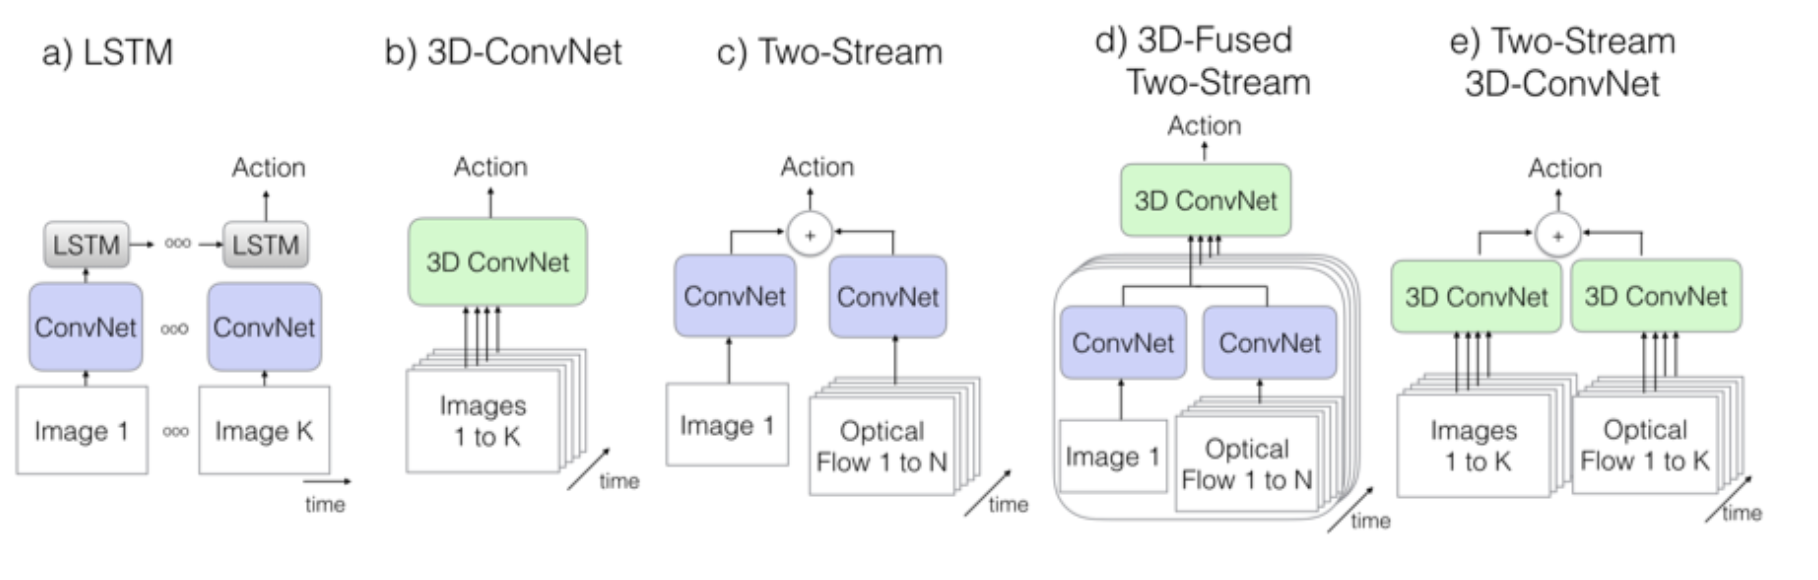 a) LSTM
Action
LSTM ooo LSTM
ConvNet ooo ConvNet
Image 1 ooo Image K
time
b) 3D-ConvNet
Action
3D ConvNet
Images
1 to K
time
c) Two-Stream
Action
+
ConvNet ConvNet
Image 1
Optical
Flow 1 to N
time
d) 3D-Fused
Two-Stream
Action
3D ConvNet
ConvNet ConvNet
Image 1
Optical
Flow 1 to N
time
e) Two-Stream
3D-ConvNet
Action
+
3D ConvNet 3D ConvNet
Images
1 to K
Optical
Flow 1 to K
time